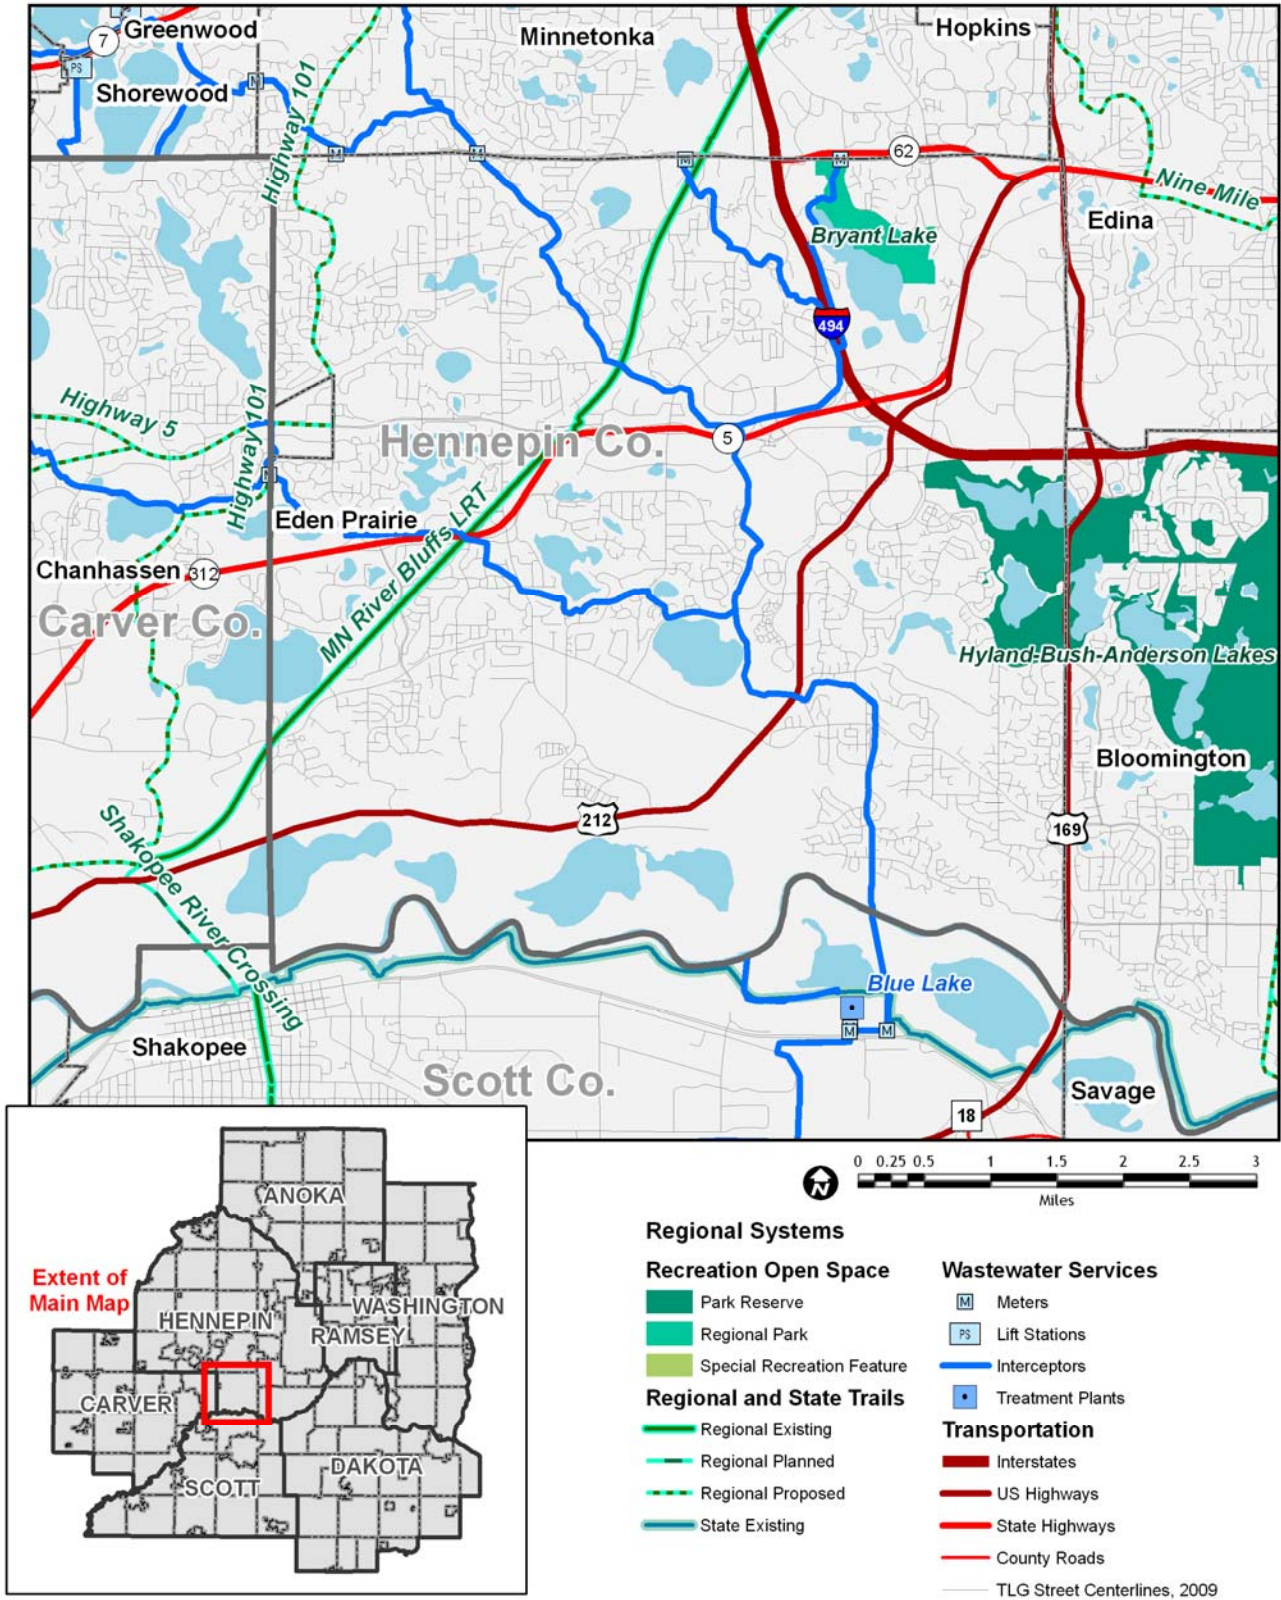 Greenwood
7
PS
Shorewood
M
Highway 101
M
M
Minnetonka
Hopkins
M
M
62
Nine Mile
Edina
Bryant Lake
494
Highway 5
Highway 101
M
Hennepin Co.
5
Eden Prairie
MN River Bluffs LRT
Chanhassen
312
Carver Co.
Hyland-Bush-Anderson Lakes
Bloomington
212
169
Shakopee River Crossing
Blue Lake
M
M
Shakopee
Scott Co.
Savage
18
Extent of
Main Map
ANOKA
HENNEPIN
WASHINGTON
RAMSEY
CARVER
SCOTT
DAKOTA
N
0 0.25 0.5 1 1.5 2 2.5 3
Miles
Regional Systems
Recreation Open Space
Park Reserve
Regional Park
Special Recreation Feature
Regional and State Trails
Regional Existing
Regional Planned
Regional Proposed
State Existing
Wastewater Services
M Meters
PS Lift Stations
Interceptors
Treatment Plants
Transportation
Interstates
US Highways
State Highways
County Roads
TLG Street Centerlines, 2009